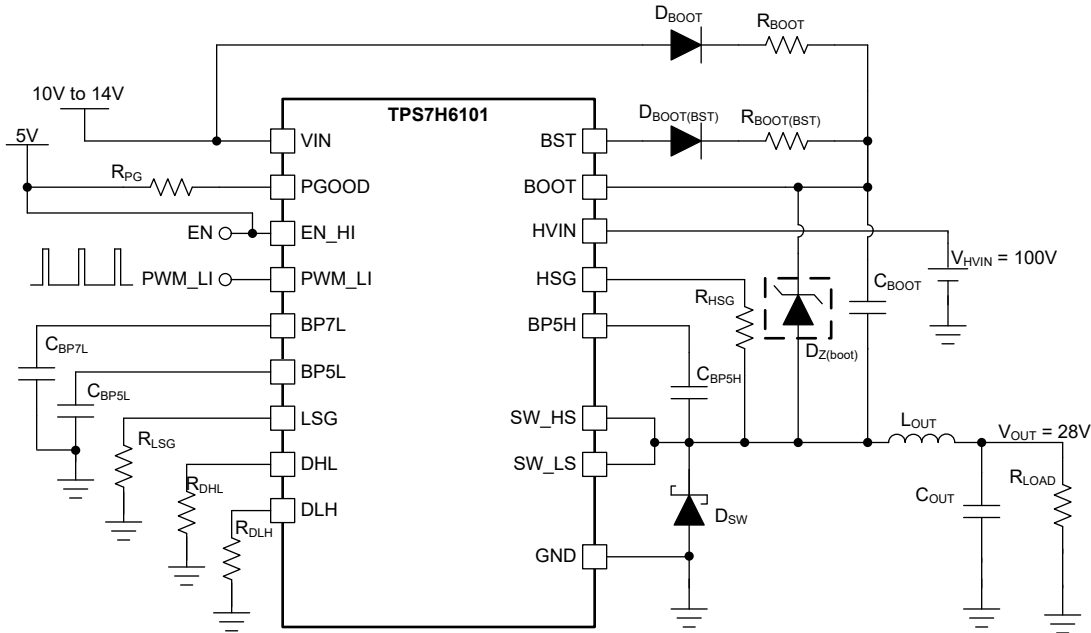 D_BOOT
R_BOOT
10V to 14V
TPS7H6101
5V
VIN
BST
D_BOOT(BST)
R_BOOT(BST)
R_PG
PGOOD
BOOT
EN
EN_HI
HVIN
PWM_LI
PWM_LI
HSG
V_HVIN = 100V
R_HSG
C_BOOT
BP7L
BP5H
C_BP7L
D_Z(boot)
BP5L
C_BP5H
C_BP5L
LSG
SW_HS
R_LSG
L_OUT
V_OUT = 28V
DHL
SW_LS
R_DHL
R_LOAD
C_OUT
DLH
D_SW
R_DLH
GND